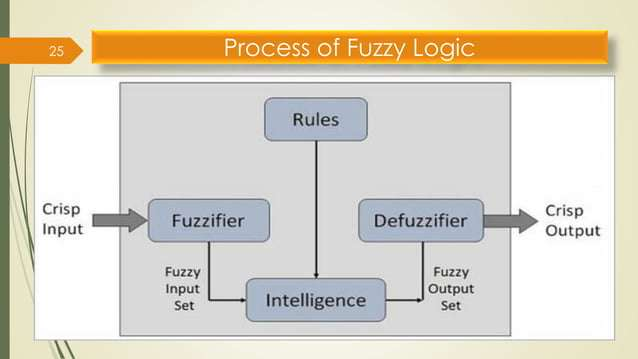 25
Process of Fuzzy Logic
Rules
Crisp
Input
Fuzzifier
Defuzzifier
Crisp
Output
Fuzzy
Input
Set
Intelligence
Fuzzy
Output
Set